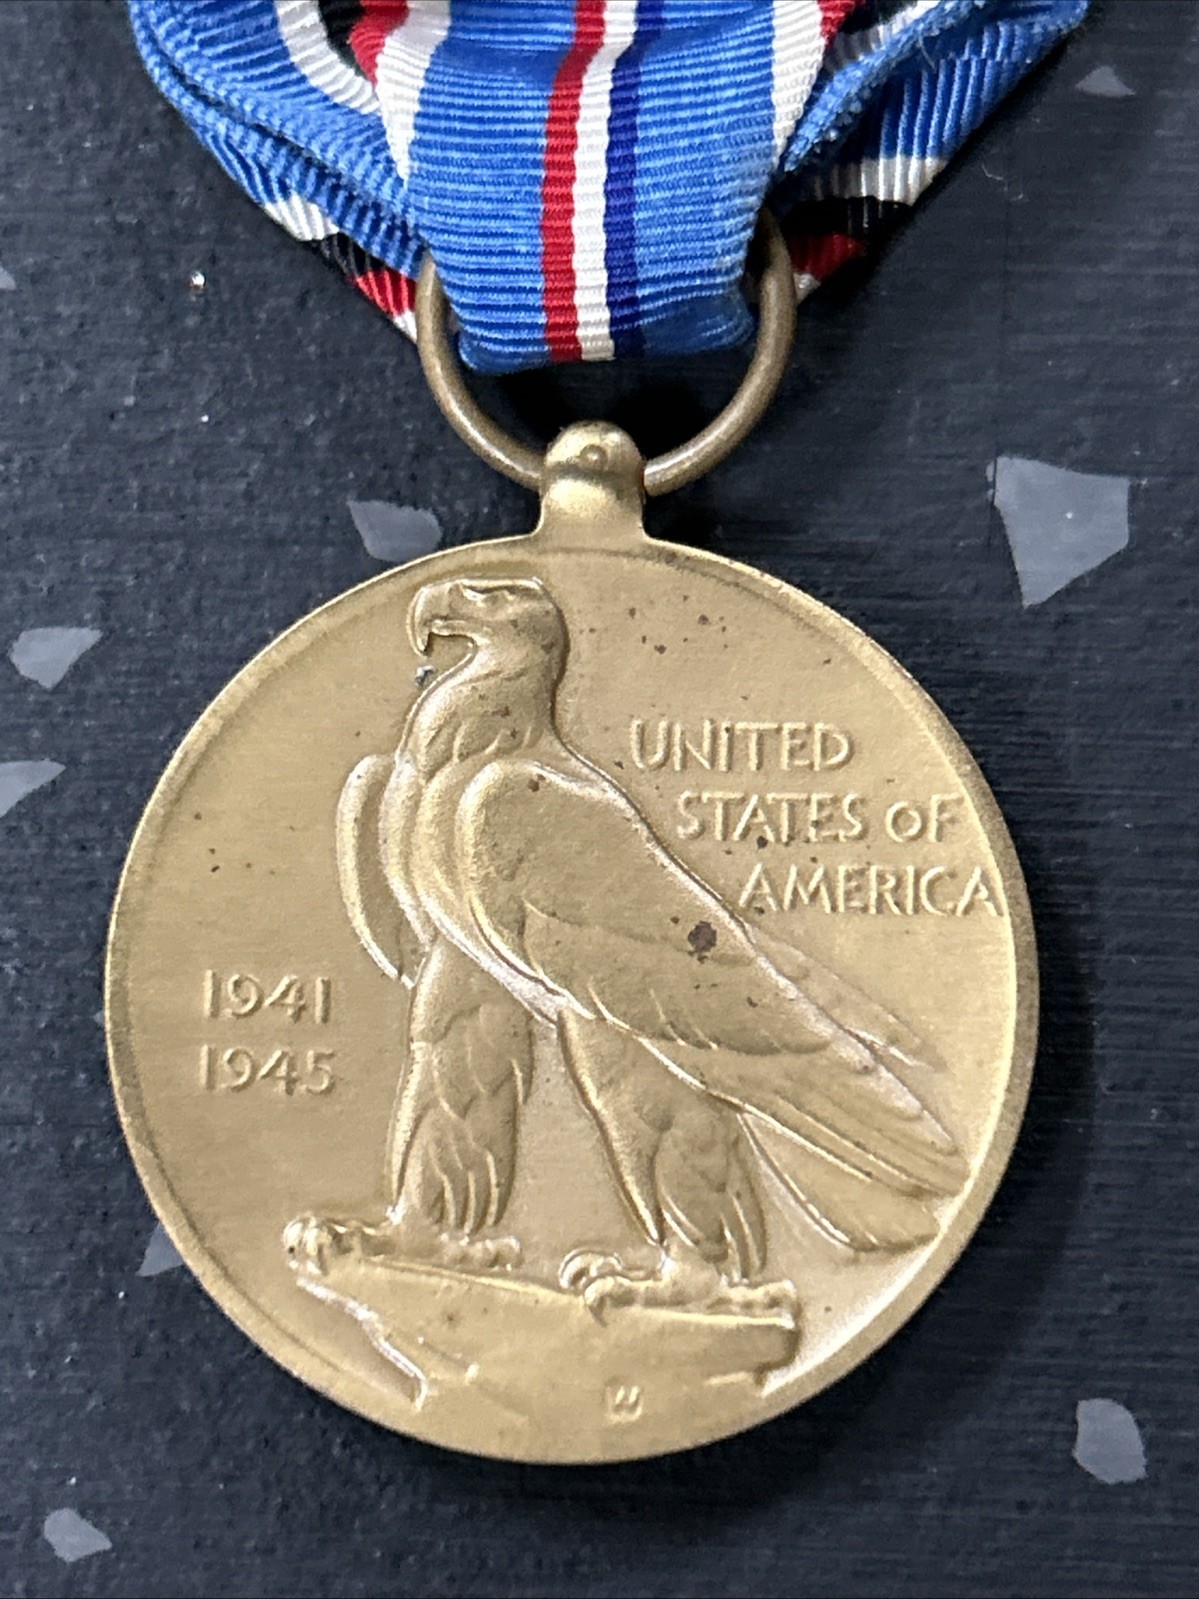 UNITED
STATES OF
AMERICA
1941
1945
W